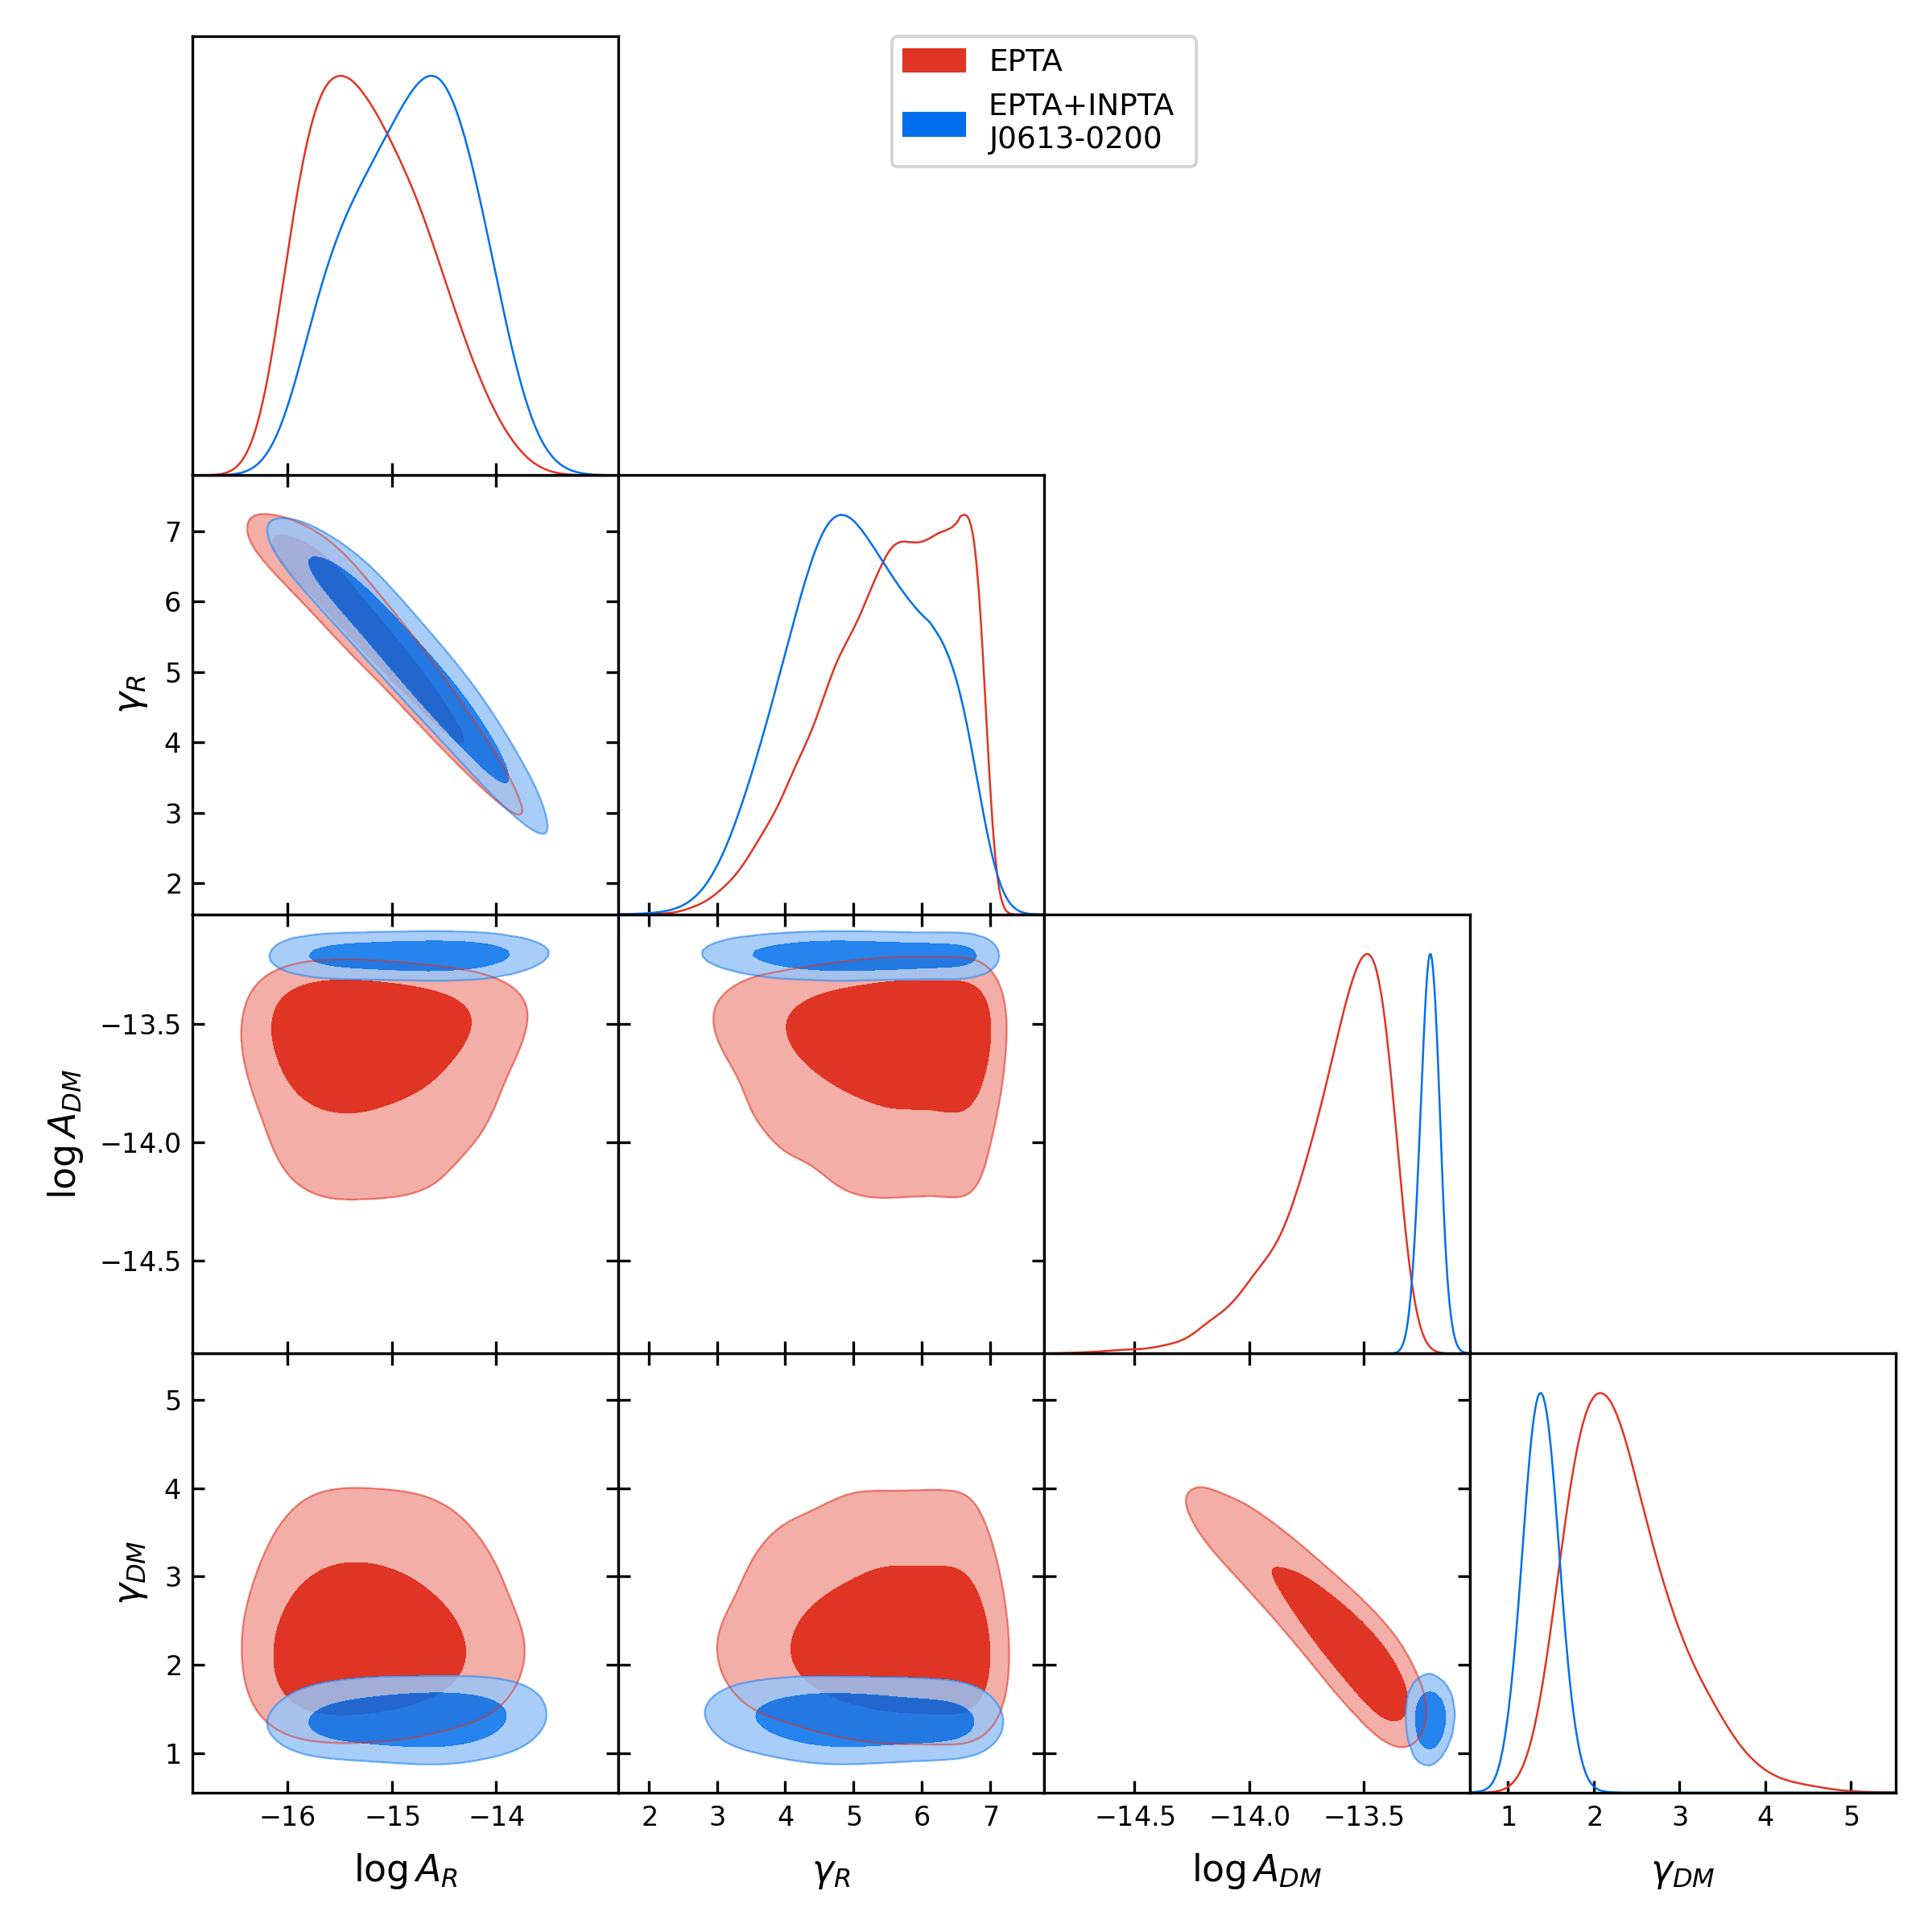 EPTA
EPTA+INPTA
J0613-0200
7
6
5
4
3
2
γR
−13.5
−14.0
−14.5
log ADM
5
4
3
2
1
γDM
−16 −15 −14
2 3 4 5 6 7
−14.5 −14.0 −13.5
1 2 3 4 5
log AR
γR
log ADM
γDM